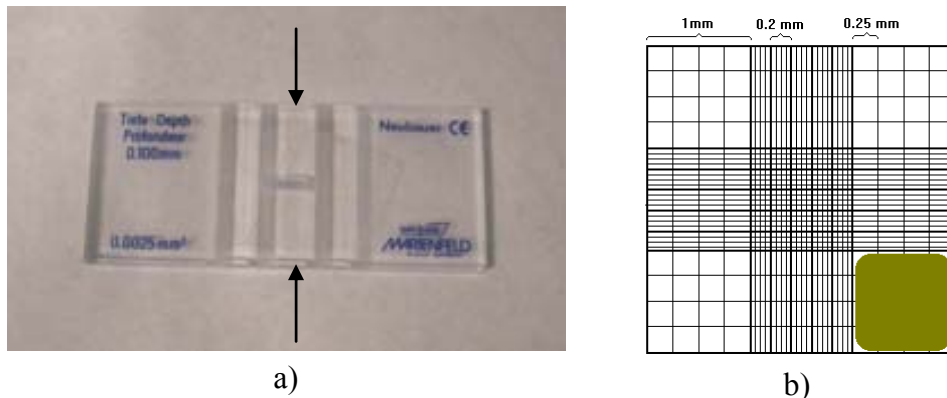 Tiefe Depth
Profondeur
0.100mm
0.0025mm²
Neubauer CE
MARIENFELD
1mm
0.2 mm
0.25 mm
a)
b)